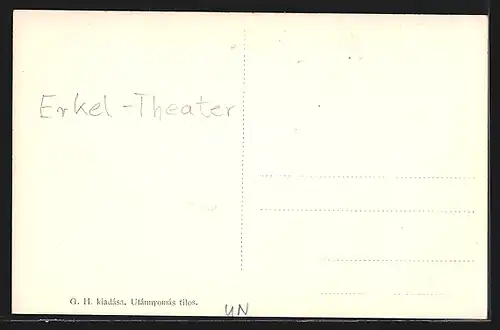 Erkel-Theater
G. H. kiadása. Utánnyomás tilos.
UN